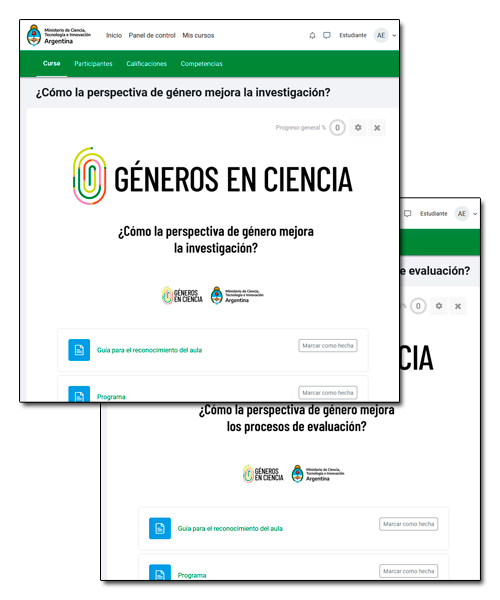 Ministerio de Ciencia,
Tecnología e Innovación
Argentina
Inicio Panel de control Mis cursos
Estudiante AE
Curso Participantes Calificaciones Competencias
¿Cómo la perspectiva de género mejora la investigación?
Progreso general % 0
GÉNEROS EN CIENCIA
¿Cómo la perspectiva de género mejora
la investigación?
GÉNEROS
EN CIENCIA
Ministerio de Ciencia,
Tecnología e Innovación
Argentina
Guía para el reconocimiento del aula
Marcar como hecha
Programa
Marcar como hecha
Estudiante AE
e evaluación?
% 0
CIA
¿Cómo la perspectiva de género mejora
los procesos de evaluación?
GÉNEROS
EN CIENCIA
Ministerio de Ciencia,
Tecnología e Innovación
Argentina
Guía para el reconocimiento del aula
Marcar como hecha
Programa
Marcar como hecha